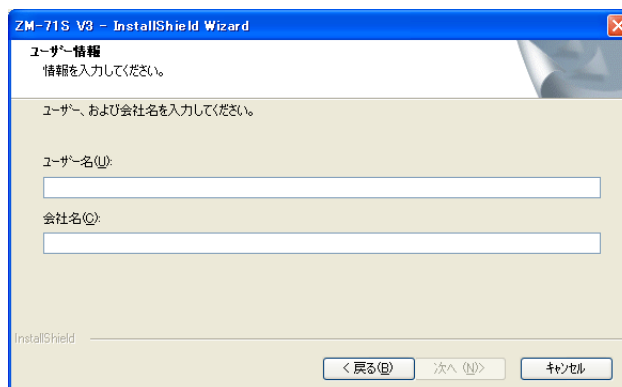 ZM-71S V3 - InstallShield Wizard
ユーザー情報
情報を入力してください。
ユーザー、および会社名を入力してください。
ユーザー名(U):
会社名(C):
InstallShield
< 戻る(B)
次へ (N)>
キャンセル